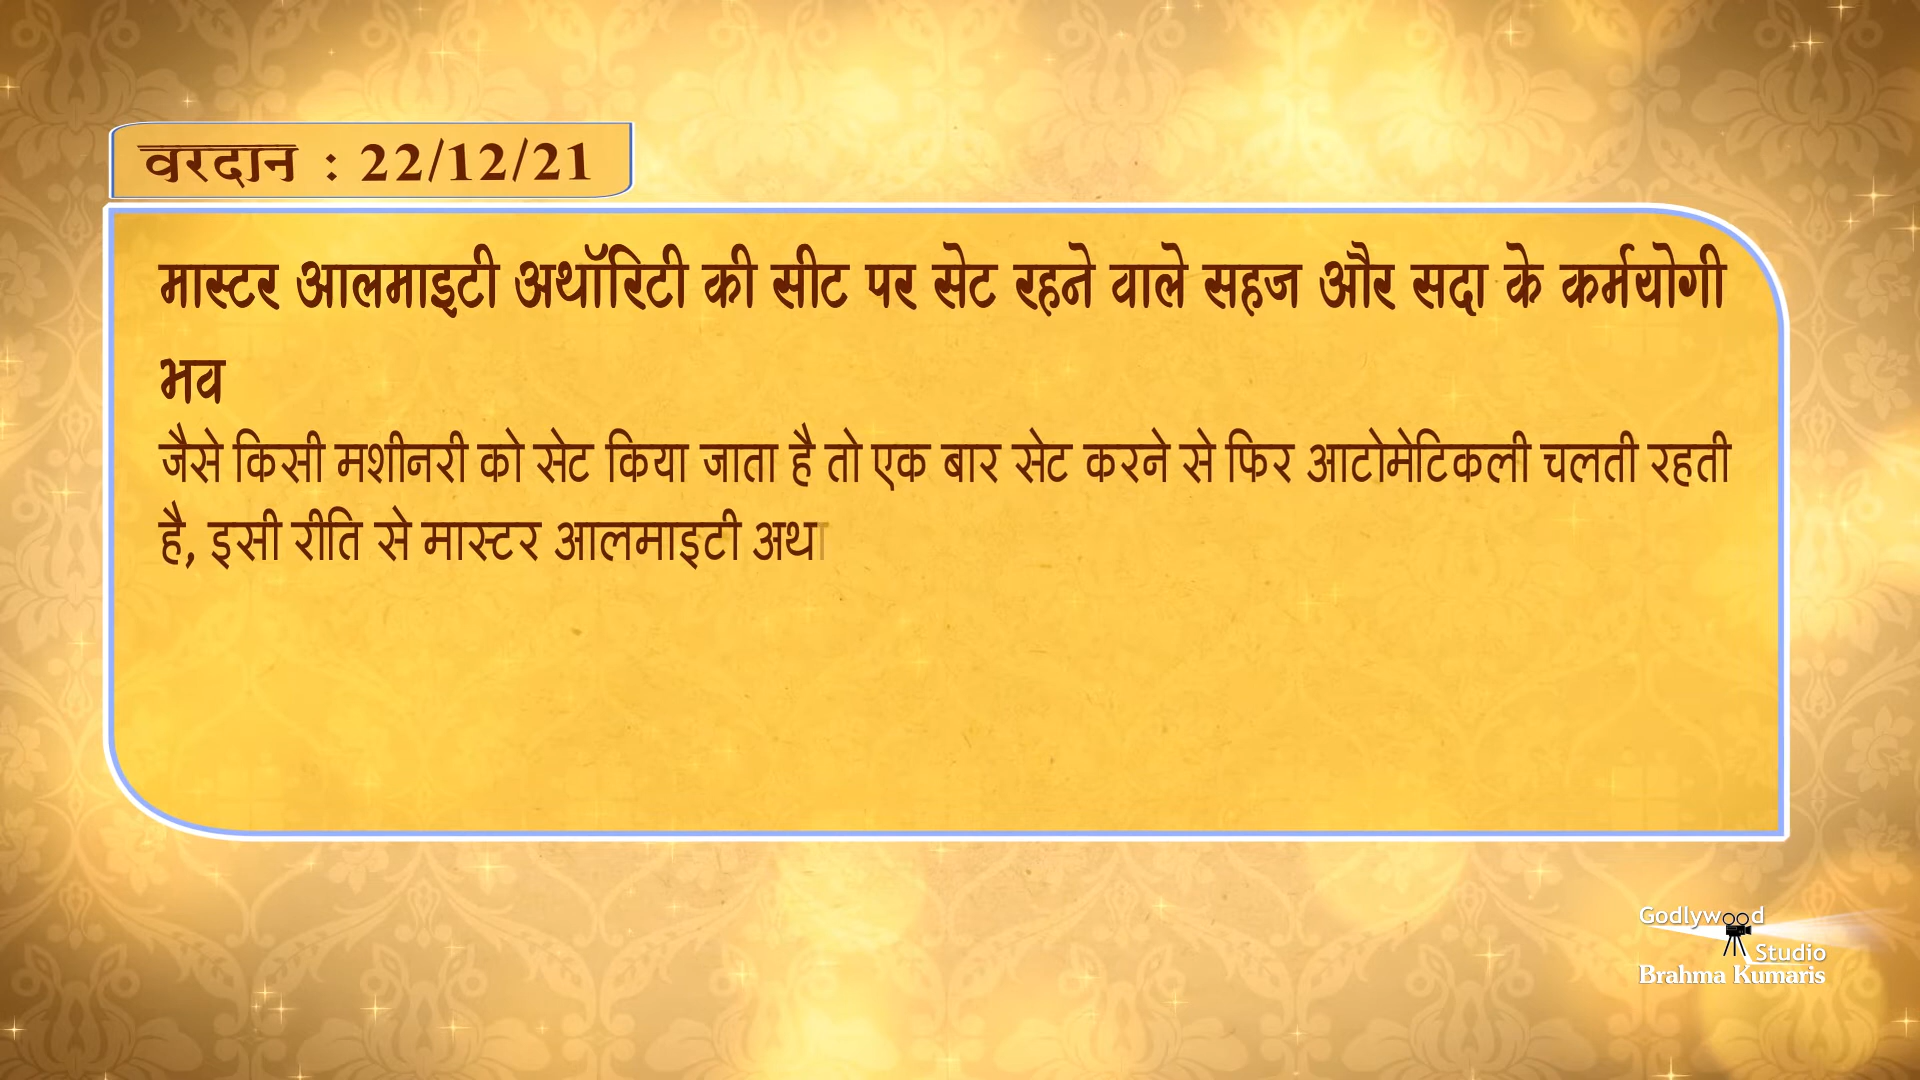 वरदान : 22/12/21
मास्टर आलमाइटी अथॉरिटी की सीट पर सेट रहने वाले सहज और सदा के कर्मयोगी
भव
जैसे किसी मशीनरी को सेट किया जाता है तो एक बार सेट करने से फिर आटोमेटिकली चलती रहती
है, इसी रीति से मास्टर आलमाइटी अथा
Godlywood
Studio
Brahma Kumaris